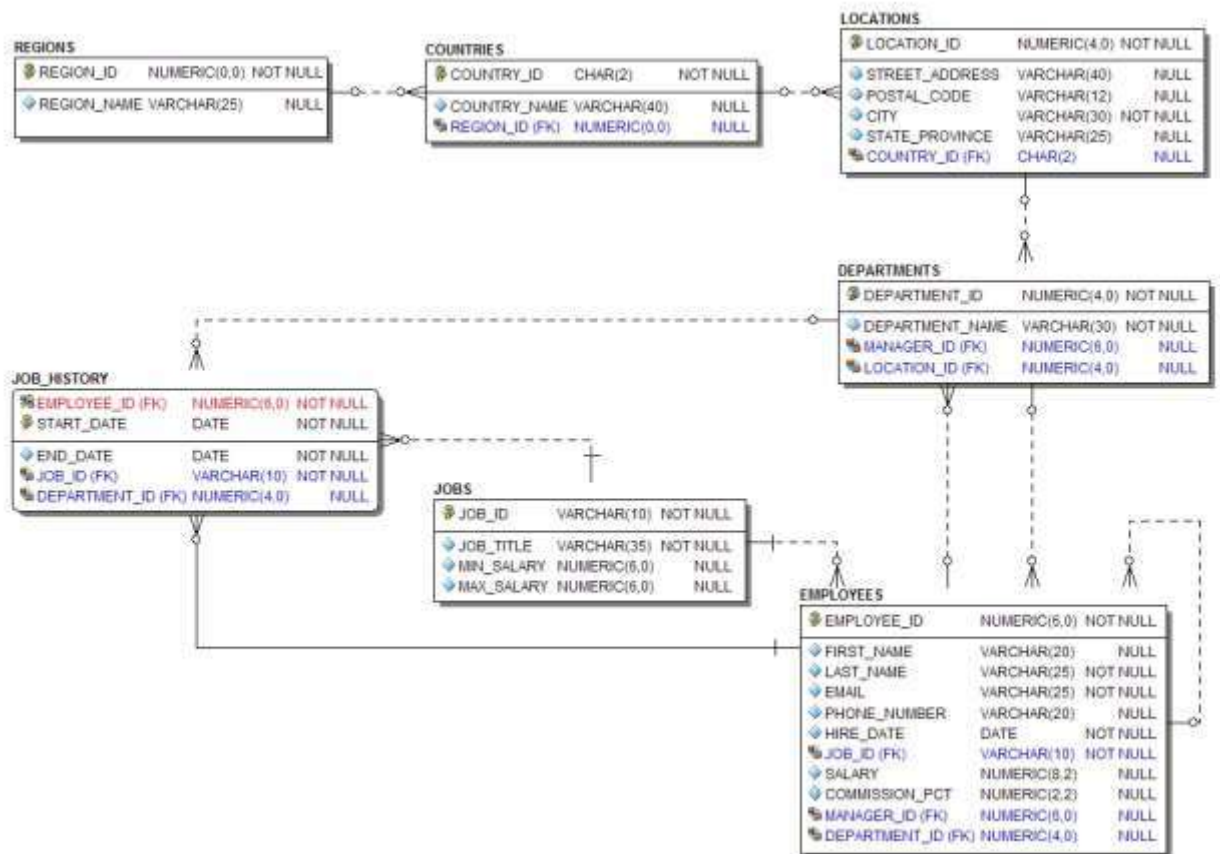 REGIONS
REGION_ID NUMERIC(0,0) NOT NULL
REGION_NAME VARCHAR(25) NULL
COUNTRIES
COUNTRY_ID CHAR(2) NOT NULL
COUNTRY_NAME VARCHAR(40) NULL
REGION_ID (FK) NUMERIC(0,0) NULL
LOCATIONS
LOCATION_ID NUMERIC(4,0) NOT NULL
STREET_ADDRESS VARCHAR(40) NULL
POSTAL_CODE VARCHAR(12) NULL
CITY VARCHAR(30) NOT NULL
STATE_PROVINCE VARCHAR(25) NULL
COUNTRY_ID (FK) CHAR(2) NULL
DEPARTMENTS
DEPARTMENT_ID NUMERIC(4,0) NOT NULL
DEPARTMENT_NAME VARCHAR(30) NOT NULL
MANAGER_ID (FK) NUMERIC(6,0) NULL
LOCATION_ID (FK) NUMERIC(4,0) NULL
JOB_HISTORY
EMPLOYEE_ID (FK) NUMERIC(6,0) NOT NULL
START_DATE DATE NOT NULL
END_DATE DATE NOT NULL
JOB_ID (FK) VARCHAR(10) NOT NULL
DEPARTMENT_ID (FK) NUMERIC(4,0) NULL
JOBS
JOB_ID VARCHAR(10) NOT NULL
JOB_TITLE VARCHAR(35) NOT NULL
MIN_SALARY NUMERIC(6,0) NULL
MAX_SALARY NUMERIC(6,0) NULL
EMPLOYEES
EMPLOYEE_ID NUMERIC(6,0) NOT NULL
FIRST_NAME VARCHAR(20) NULL
LAST_NAME VARCHAR(25) NOT NULL
EMAIL VARCHAR(25) NOT NULL
PHONE_NUMBER VARCHAR(20) NULL
HIRE_DATE DATE NOT NULL
JOB_ID (FK) VARCHAR(10) NOT NULL
SALARY NUMERIC(8,2) NULL
COMMISSION_PCT NUMERIC(2,2) NULL
MANAGER_ID (FK) NUMERIC(6,0) NULL
DEPARTMENT_ID (FK) NUMERIC(4,0) NULL